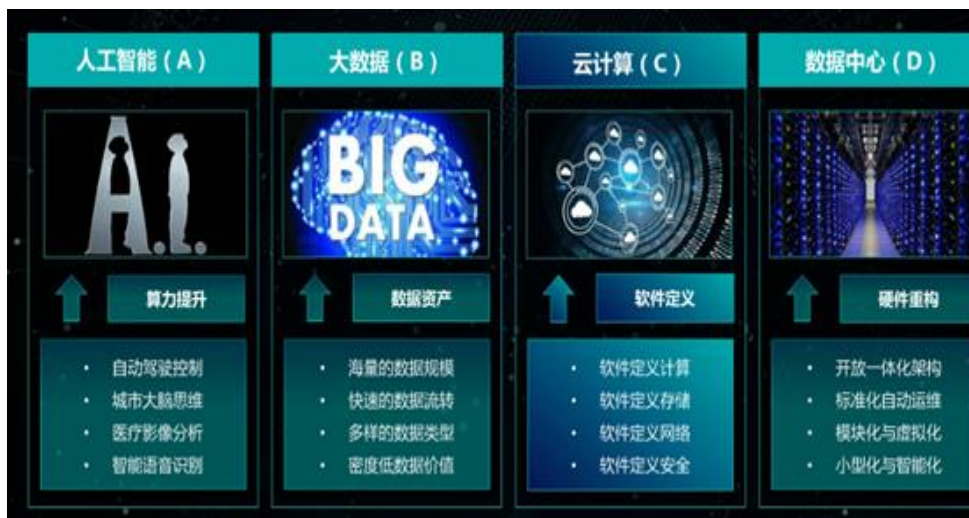 人工智能(A)
A.I.
算力提升
• 自动驾驶控制
• 城市大脑思维
• 医疗影像分析
• 智能语音识别
大数据(B)
BIG
DATA
数据资产
• 海量的数据规模
• 快速的数据流转
• 多样的数据类型
• 密度低数据价值
云计算(C)
软件定义
• 软件定义计算
• 软件定义存储
• 软件定义网络
• 软件定义安全
数据中心(D)
硬件重构
• 开放一体化架构
• 标准化自动运维
• 模块化与虚拟化
• 小型化与智能化